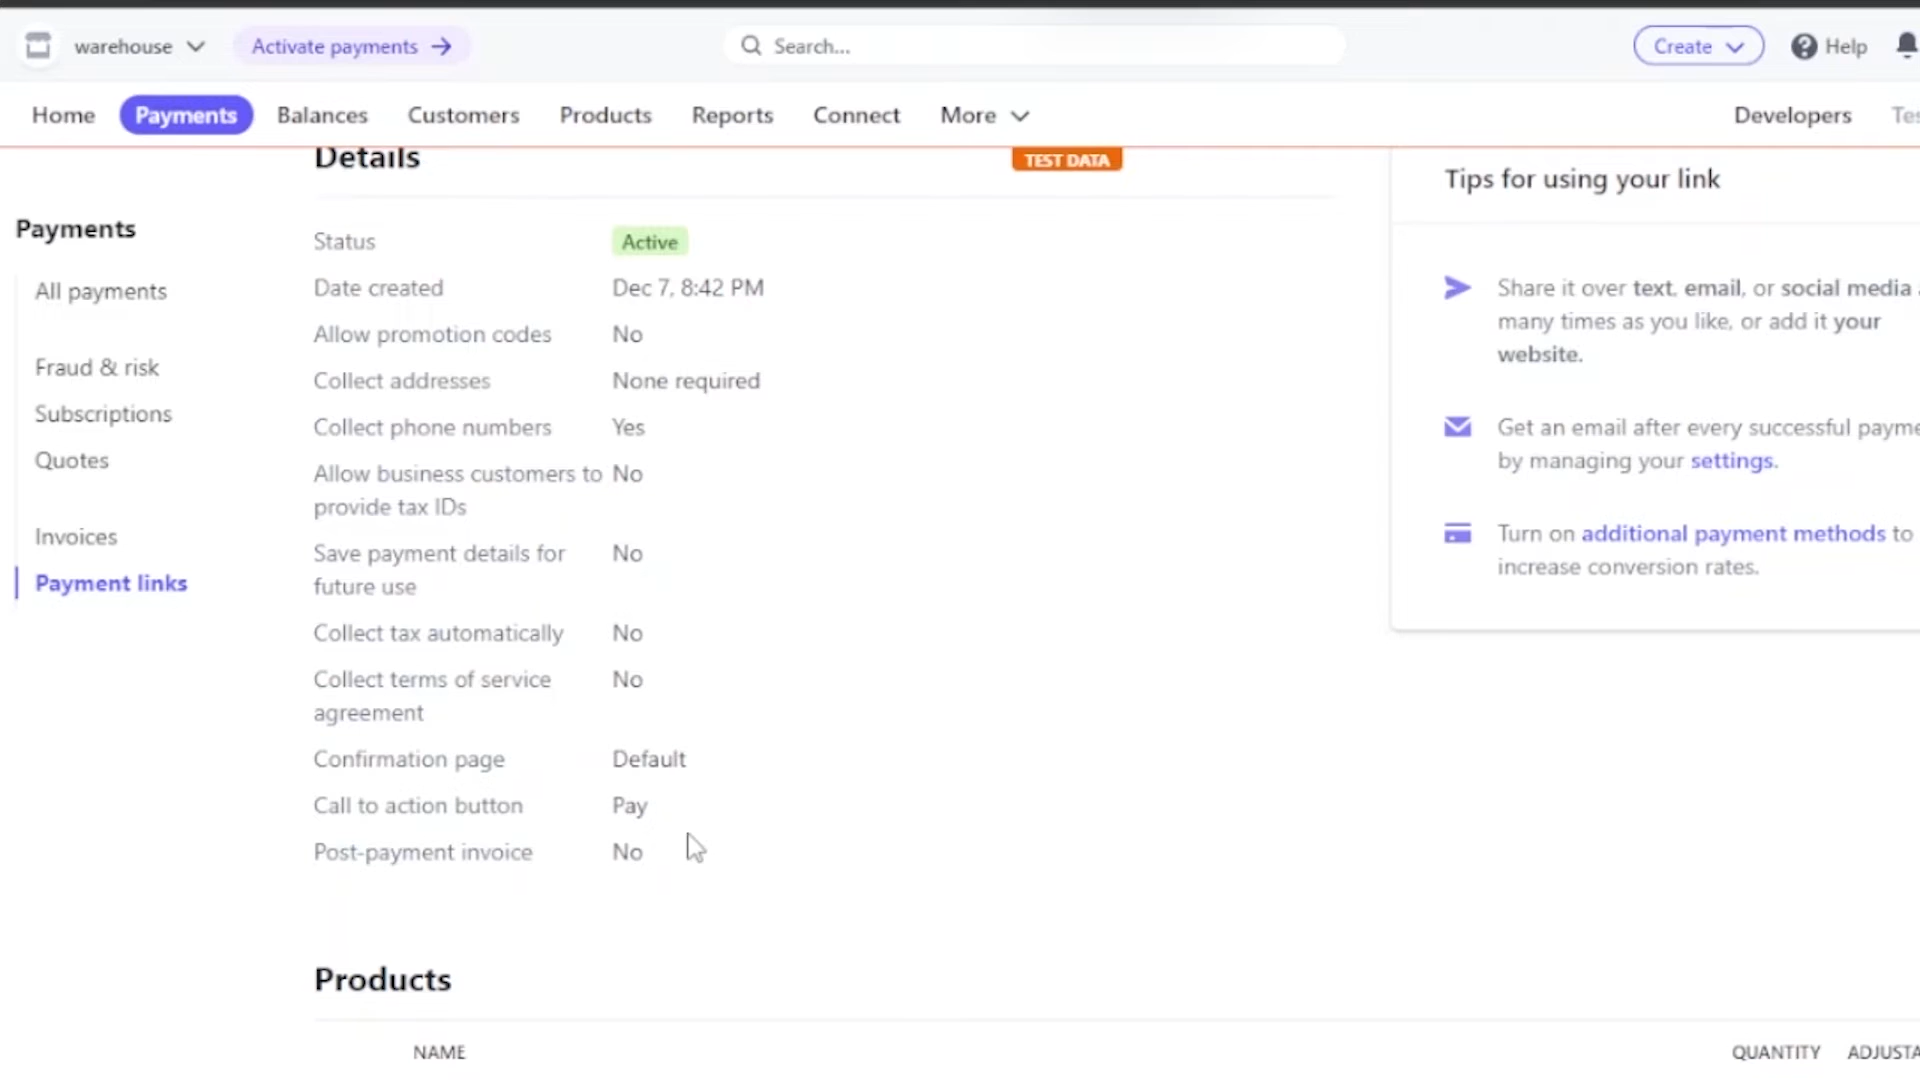 warehouse
Activate payments →
Search...
Create
Help
Home
Payments
Balances
Customers
Products
Reports
Connect
More
Developers
Details
TEST DATA
Payments
All payments
Fraud & risk
Subscriptions
Quotes
Invoices
Payment links
Status Active
Date created Dec 7, 8:42 PM
Allow promotion codes No
Collect addresses None required
Collect phone numbers Yes
Allow business customers to No
provide tax IDs
Save payment details for No
future use
Collect tax automatically No
Collect terms of service No
agreement
Confirmation page Default
Call to action button Pay
Post-payment invoice No
Products
NAME
QUANTITY
Tips for using your link
Share it over text, email, or social media
many times as you like, or add it your
website.
Get an email after every successful
by managing your settings.
Turn on additional payment methods to
increase conversion rates.